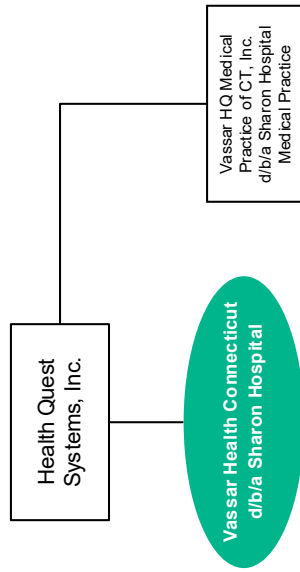 Health Quest
Systems, Inc.
Vassar Health Connecticut
d/b/a Sharon Hospital
Vassar HQ Medical
Practice of CT, Inc.
d/b/a Sharon Hospital
Medical Practice